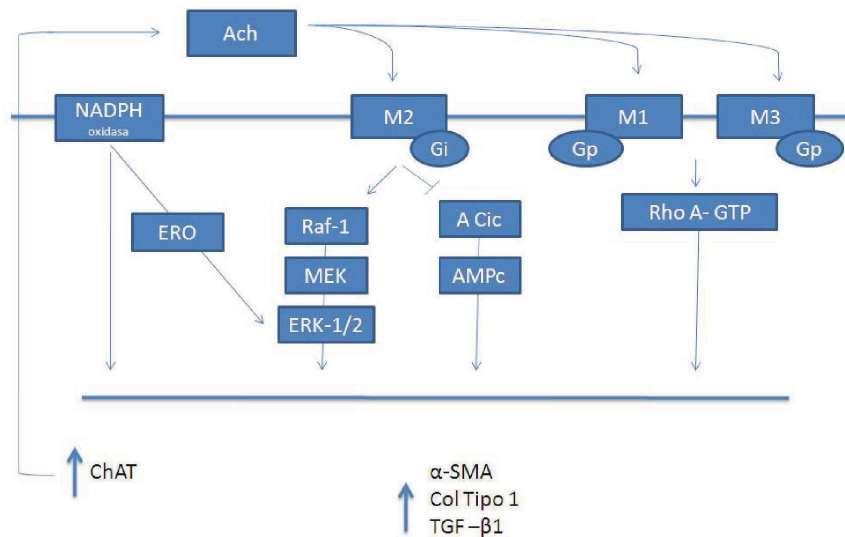 Ach
NADPH
oxidasa
M2
M1
M3
Gi
Gp
Gp
ERO
Raf-1
A Cic
Rho A- GTP
MEK
AMPc
ERK-1/2
ChAT
α-SMA
Col Tipo 1
TGF –β1